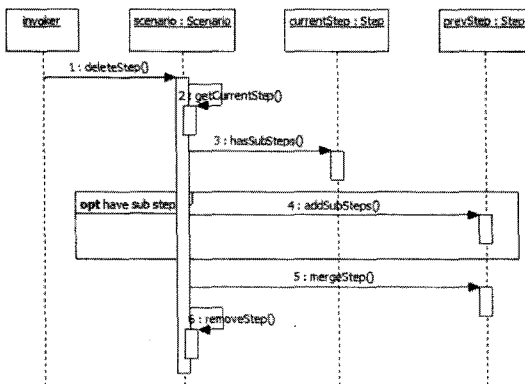 invoker
scenario : Scenario
currentStep : Step
prevStep : Step
1 : deleteStep()
2 : getCurrentStep()
3 : hasSubSteps()
opt have sub step
4 : addSubSteps()
5 : mergeStep()
6 : removeStep()